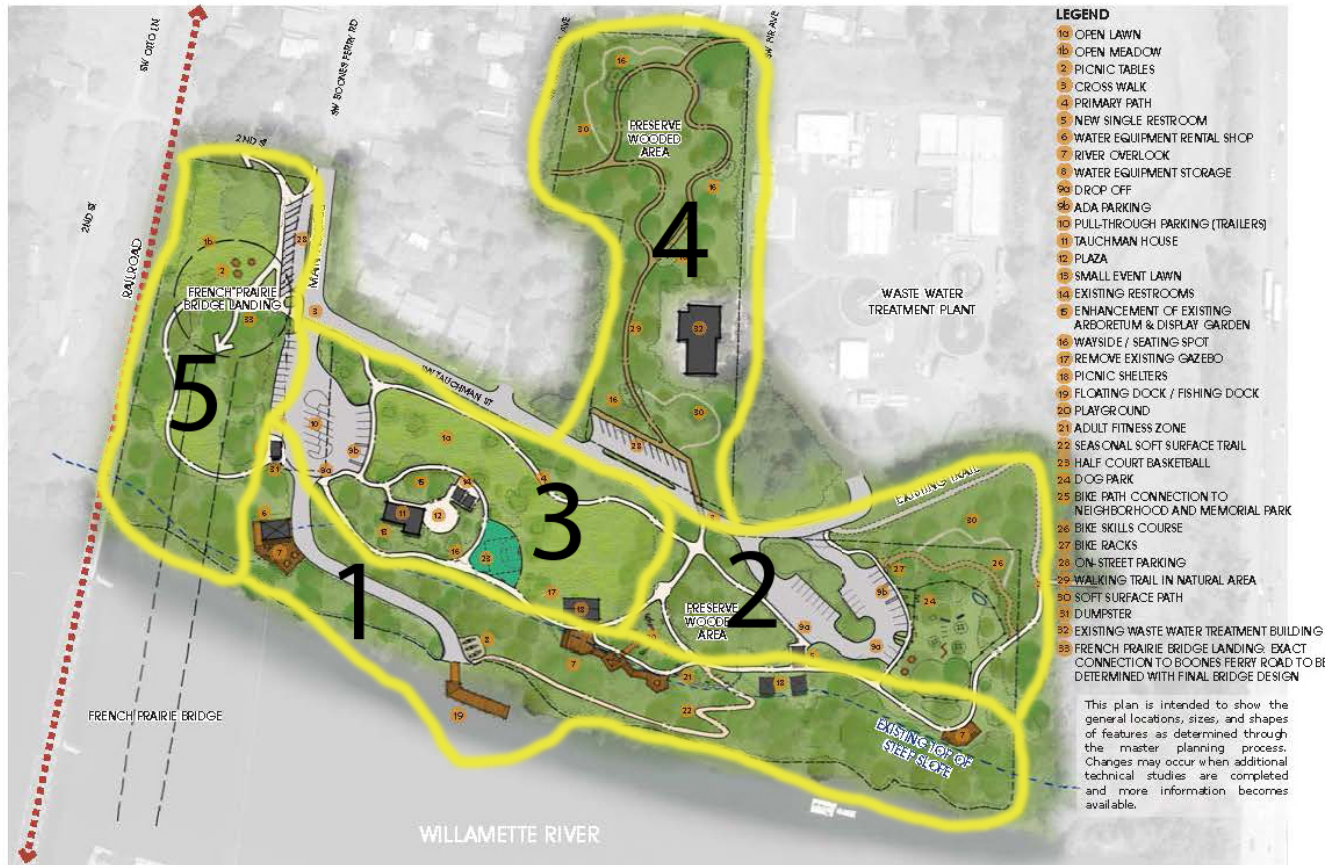 LEGEND
1a OPEN LAWN
1b OPEN MEADOW
2 PICNIC TABLES
3 CROSS WALK
4 PRIMARY PATH
5 NEW SINGLE RESTROOM
6 WATER EQUIPMENT RENTAL SHOP
7 RIVER OVERLOOK
8 WATER EQUIPMENT STORAGE
9a DROP OFF
9b ADA PARKING
10 PULL-THROUGH PARKING (TRAILERS)
11 TAUCHMAN HOUSE
12 PLAZA
13 SMALL EVENT LAWN
14 EXISTING RESTROOMS
15 ENHANCEMENT OF EXISTING
ARBORETUM & DISPLAY GARDEN
16 WAYSIDE / SEATING SPOT
17 REMOVE EXISTING GAZEBO
18 PICNIC SHELTERS
19 FLOATING DOCK / FISHING DOCK
20 PLAYGROUND
21 ADULT FITNESS ZONE
22 SEASONAL SOFT SURFACE TRAIL
23 HALF COURT BASKETBALL
24 DOG PARK
25 BIKE PATH CONNECTION TO
NEIGHBORHOOD AND MEMORIAL PARK
26 BIKE SKILLS COURSE
27 BIKE RACKS
28 ON-STREET PARKING
29 WALKING TRAIL IN NATURAL AREA
30 SOFT SURFACE PATH
31 DUMPSTER
32 EXISTING WASTE WATER TREATMENT BUILDING
33 FRENCH PRAIRIE BRIDGE LANDING: EXACT
CONNECTION TO BOONES FERRY ROAD TO BE
DETERMINED WITH FINAL BRIDGE DESIGN
This plan is intended to show the
general locations, sizes, and shapes
of features as determined through
the master planning process.
Changes may occur when additional
technical studies are completed
and more information becomes
available.
SW BOONES FERRY RD
AVE
2ND St
2ND St
RAILROAD
MAIN
PRESERVE
WOODED
AREA
4
WASTE WATER
TREATMENT PLANT
FRENCH PRAIRIE
BRIDGE LANDING
5
SW TAUCHMAN ST
EXISTING TRAIL
3
1
2
PRESERVE
AREA
FRENCH PRAIRIE BRIDGE
EXISTING TOP OF
STEEP SLOPE
WILLAMETTE RIVER